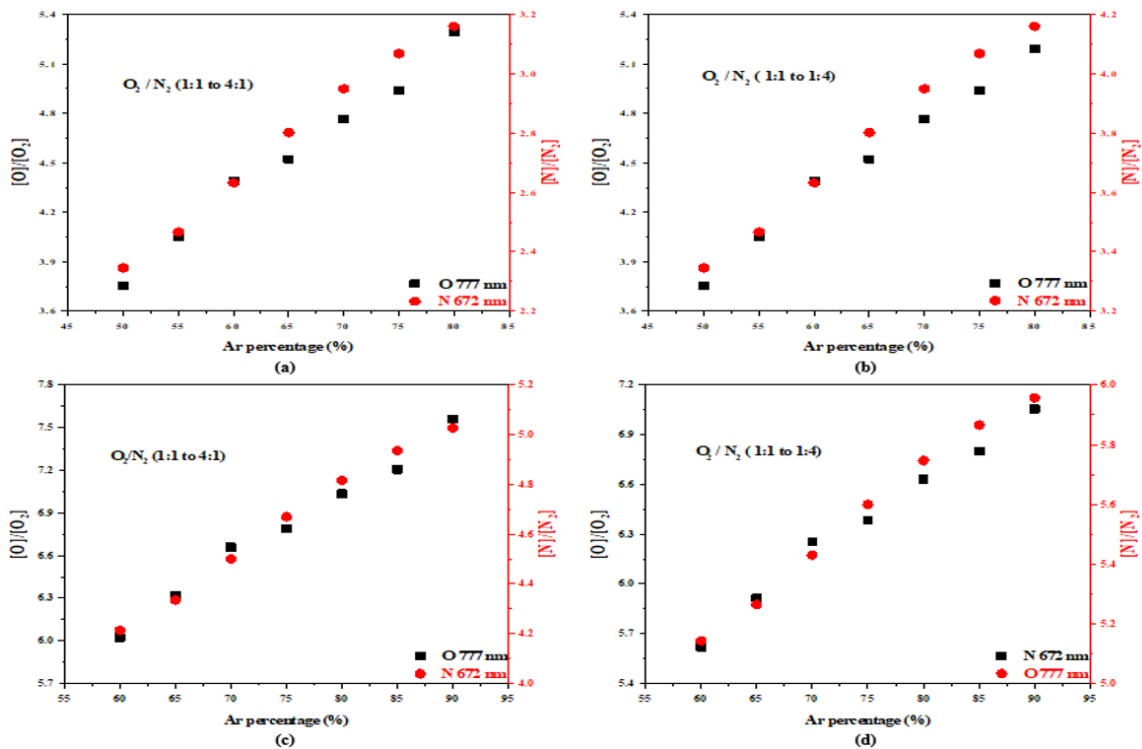 5.4
5.1
4.8
4.5
4.2
3.9
3.6
[O]/[O2]
O2 / N2 (1:1 to 4:1)
O 777 nm
N 672 nm
3.2
3.0
2.8
2.6
2.4
2.2
[N]/[N2]
45 50 55 60 65 70 75 80 85
Ar percentage (%)
(a)
5.4
5.1
4.8
4.5
4.2
3.9
3.6
[O]/[O2]
O2 / N2 ( 1:1 to 1:4)
O 777 nm
N 672 nm
4.2
4.0
3.8
3.6
3.4
3.2
[N]/[N2]
45 50 55 60 65 70 75 80 85
Ar percentage (%)
(b)
7.8
7.5
7.2
6.9
6.6
6.3
6.0
5.7
[O]/[O2]
O2/N2 (1:1 to 4:1)
O 777 nm
N 672 nm
5.2
5.0
4.8
4.6
4.4
4.2
4.0
[N]/[N2]
55 60 65 70 75 80 85 90 95
Ar percentage (%)
(c)
7.2
6.9
6.6
6.3
6.0
5.7
5.4
[O]/[O2]
O2 / N2 ( 1:1 to 1:4)
N 672 nm
O 777 nm
6.0
5.8
5.6
5.4
5.2
5.0
[N]/[N2]
55 60 65 70 75 80 85 90 95
Ar percentage (%)
(d)